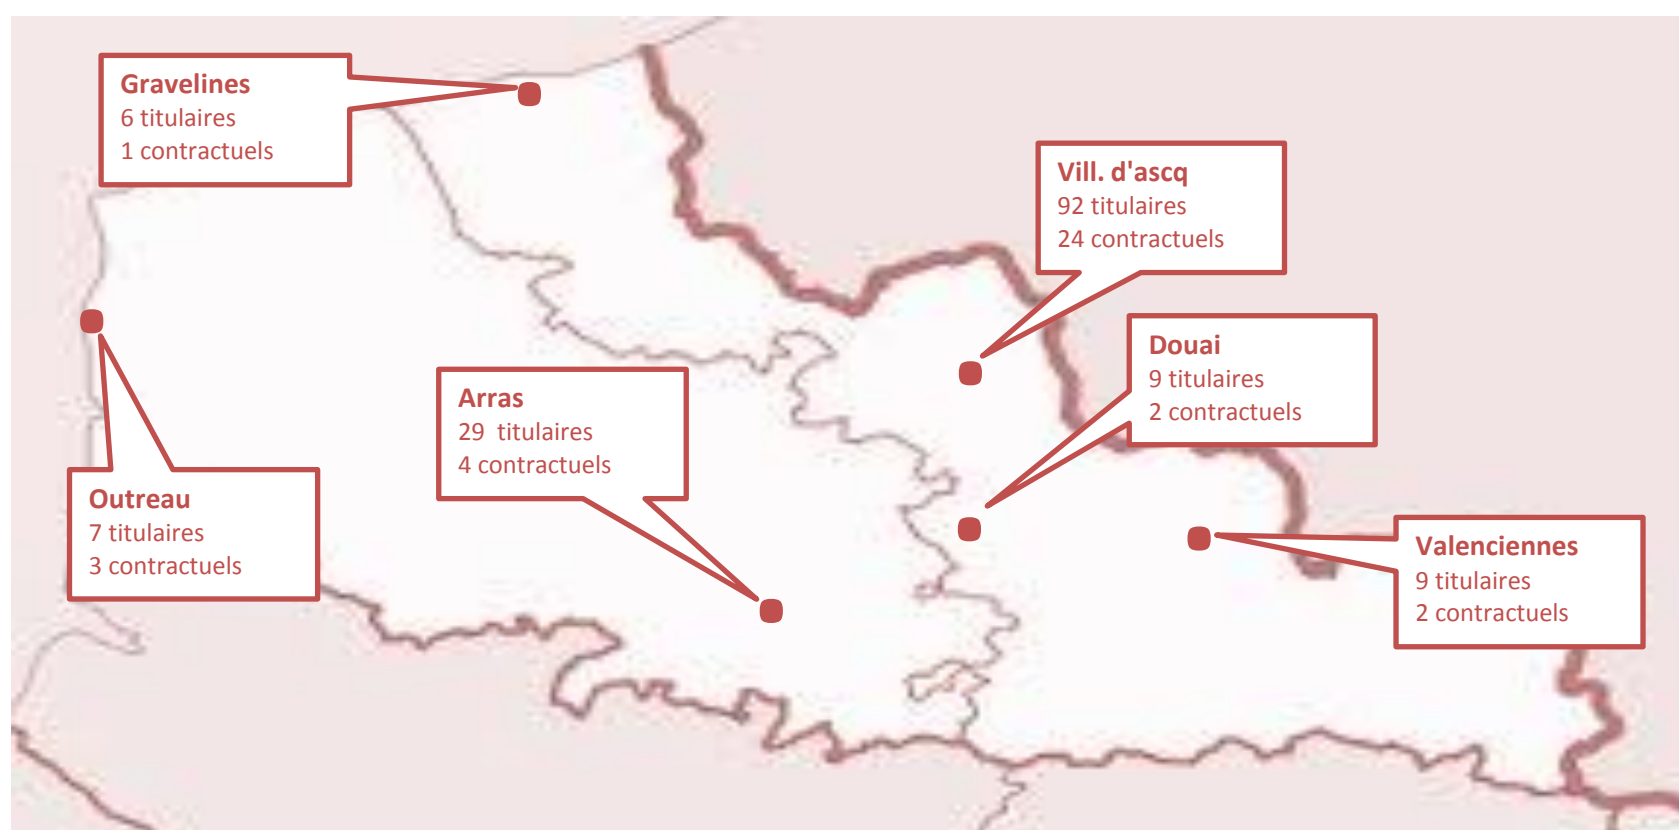 Gravelines
6 titulaires
1 contractuels
Vill. d'ascq
92 titulaires
24 contractuels
Douai
9 titulaires
2 contractuels
Arras
29  titulaires
4 contractuels
Outreau
7 titulaires
3 contractuels
Valenciennes
9 titulaires
2 contractuels